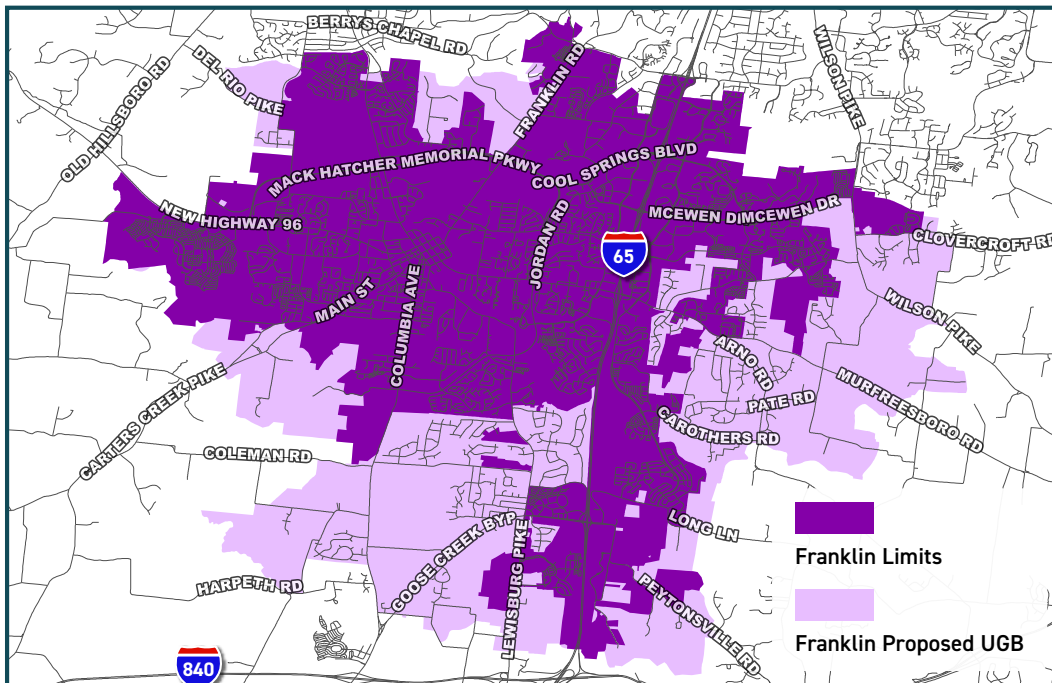 BERRYS CHAPEL RD
DEL RIO PIKE
OLD HILLSBORO RD
FRANKLIN RD
WILSON PIKE
MACK HATCHER MEMORIAL PKWY
COOL SPRINGS BLVD
NEW HIGHWAY 96
JORDAN RD
MCEWEN DIMCEWEN DR
CLOVERCROFT RD
65
MAIN ST
COLUMBIA AVE
WILSON PIKE
ARNO RD
MURFREESBORO RD
PATE RD
CARTERS CREEK PIKE
CAROTHERS RD
COLEMAN RD
LONG LN
GOOSE CREEK BYP
LEWISBURG PIKE
HARPETH RD
PEYTONSVILLE RD
840
Franklin Limits
Franklin Proposed UGB